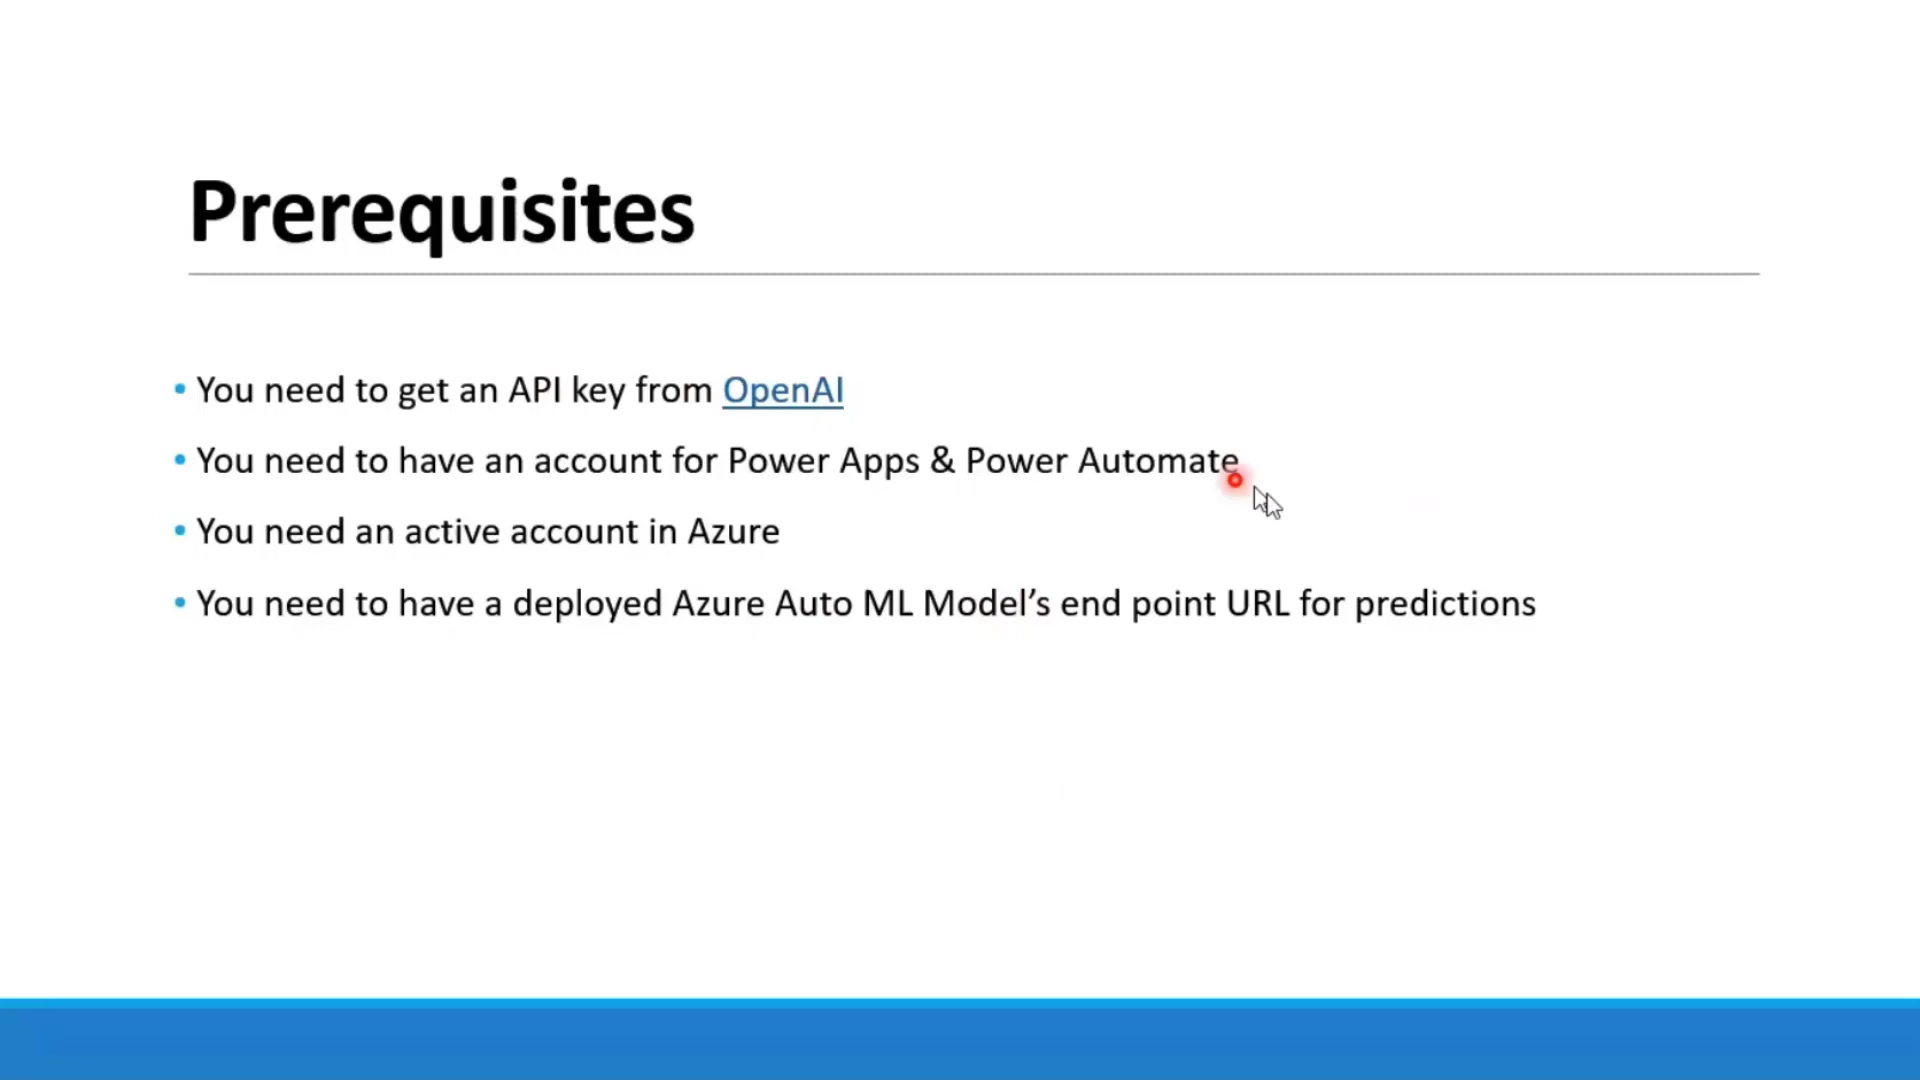 Prerequisites
• You need to get an API key from OpenAI
• You need to have an account for Power Apps & Power Automate
• You need an active account in Azure
• You need to have a deployed Azure Auto ML Model’s end point URL for predictions